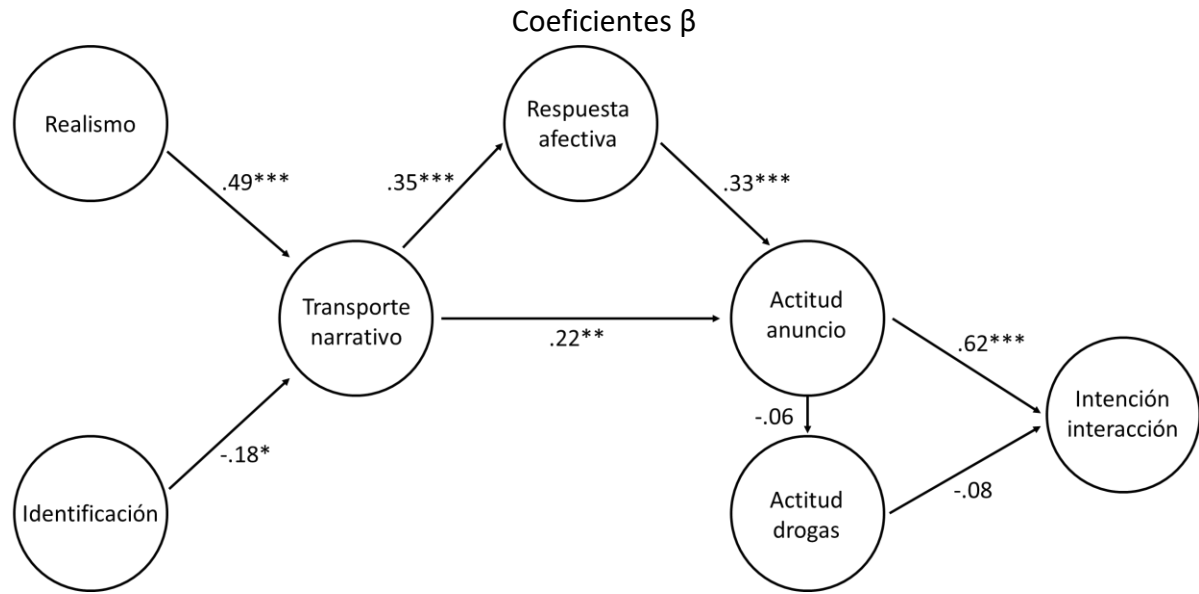 Coeficientes β
Realismo
Respuesta
afectiva
.49***
.35***
.33***
Transporte
narrativo
Actitud
anuncio
.22**
.62***
-.06
Intención
interacción
-.18*
Identificación
Actitud
drogas
-.08